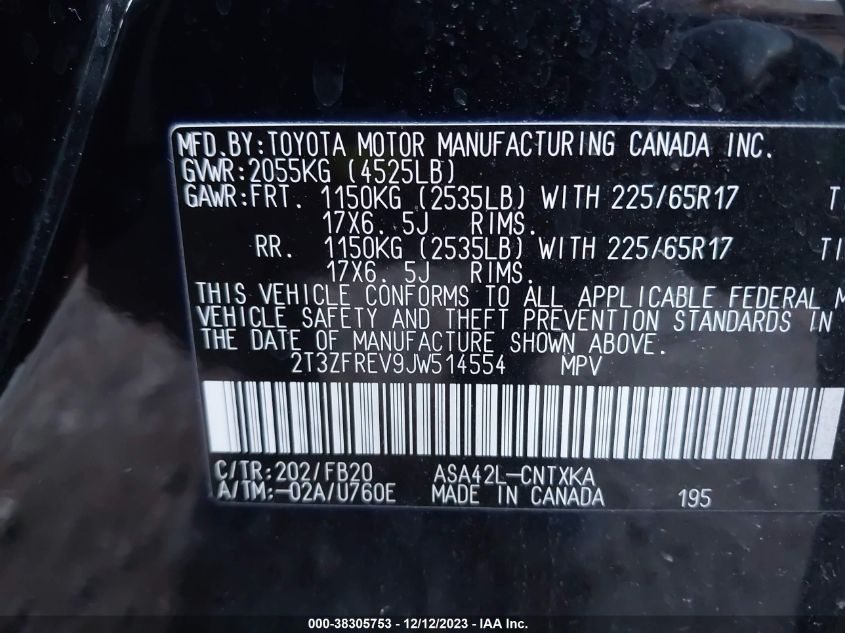 MFD.BY:TOYOTA MOTOR MANUFACTURING CANADA INC.
GVWR:2055KG (4525LB)
GAWR:FRT. 1150KG (2535LB) WITH 225/65R17 TI
17X6. 5J RIMS.
RR. 1150KG (2535LB) WITH 225/65R17 TI
17X6. 5J RIMS.
THIS VEHICLE CONFORMS TO ALL APPLICABLE FEDERAL M
VEHICLE SAFETY AND THEFT PREVENTION STANDARDS IN
THE DATE OF MANUFACTURE SHOWN ABOVE.
2T3ZFREV9JW514554 MPV
C/TR:202/FB20 ASA42L-CNTXKA
A/TM:-02A/U760E MADE IN CANADA 195
000-38305753 - 12/12/2023 - IAA Inc.